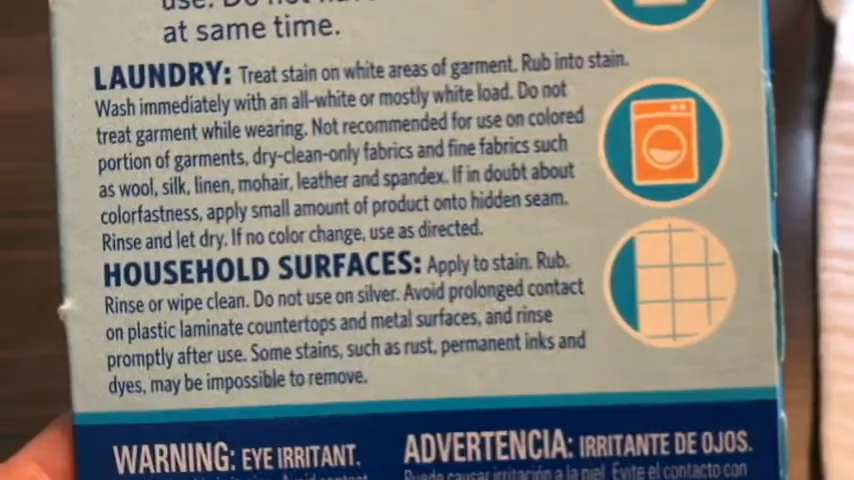 use. Do not
at same time.
LAUNDRY: Treat stain on white areas of garment. Rub into stain.
Wash immediately with an all-white or mostly white load. Do not
treat garment while wearing. Not recommended for use on colored
portion of garments, dry-clean-only fabrics and fine fabrics such
as wool, silk, linen, mohair, leather and spandex. If in doubt about
colorfastness, apply small amount of product onto hidden seam.
Rinse and let dry. If no color change, use as directed.
HOUSEHOLD SURFACES: Apply to stain. Rub.
Rinse or wipe clean. Do not use on silver. Avoid prolonged contact
on plastic laminate countertops and metal surfaces, and rinse
promptly after use. Some stains, such as rust, permanent inks and
dyes, may be impossible to remove.
WARNING: EYE IRRITANT.
ADVERTENCIA: IRRITANTE DE OJOS.
Puede causar irritación a la piel. Evite el contacto con